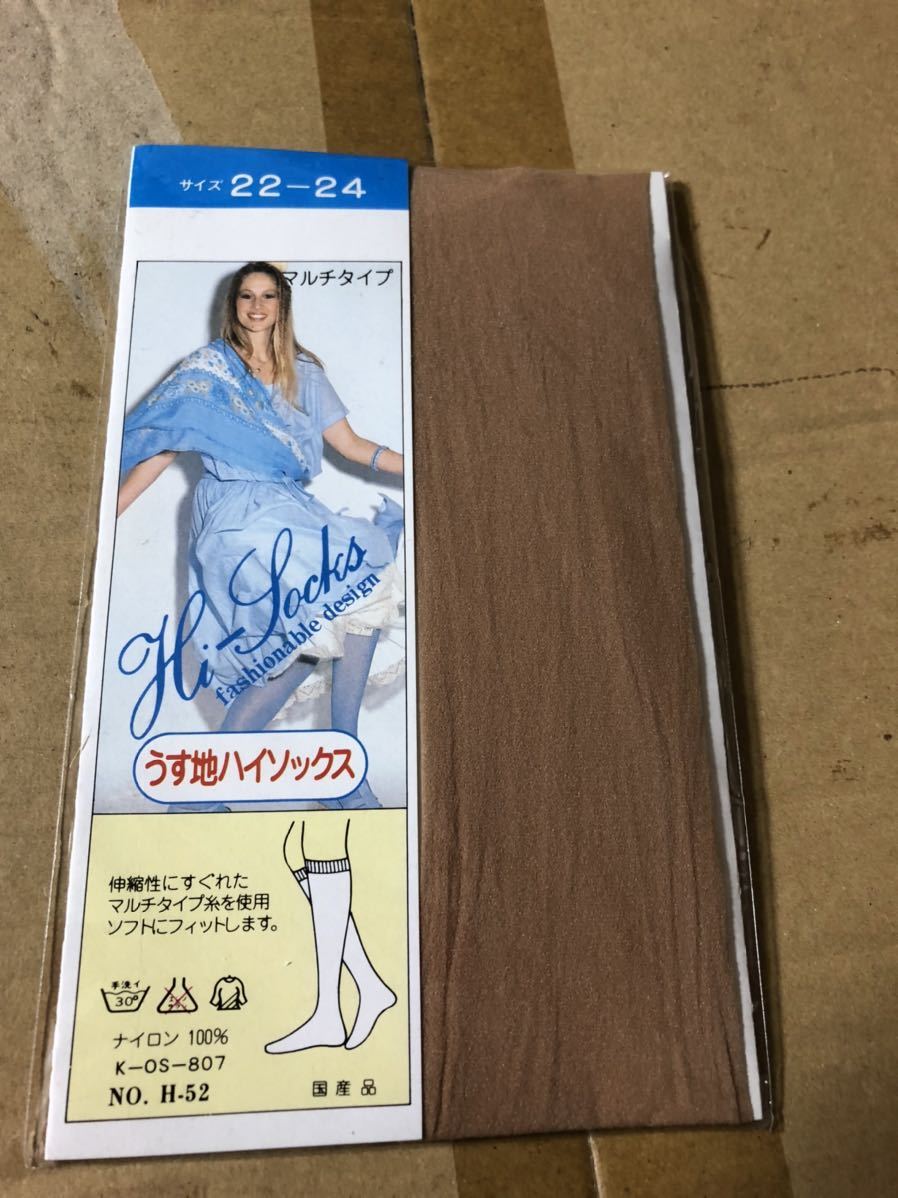 サイズ 22-24
マルチタイプ
Hi-Socks
fashionable design
うす地ハイソックス
伸縮性にすぐれた
マルチタイプ糸を使用
ソフトにフィットします。
手洗イ
30°
ナイロン 100%
K-OS-807
NO. H-52
国産品